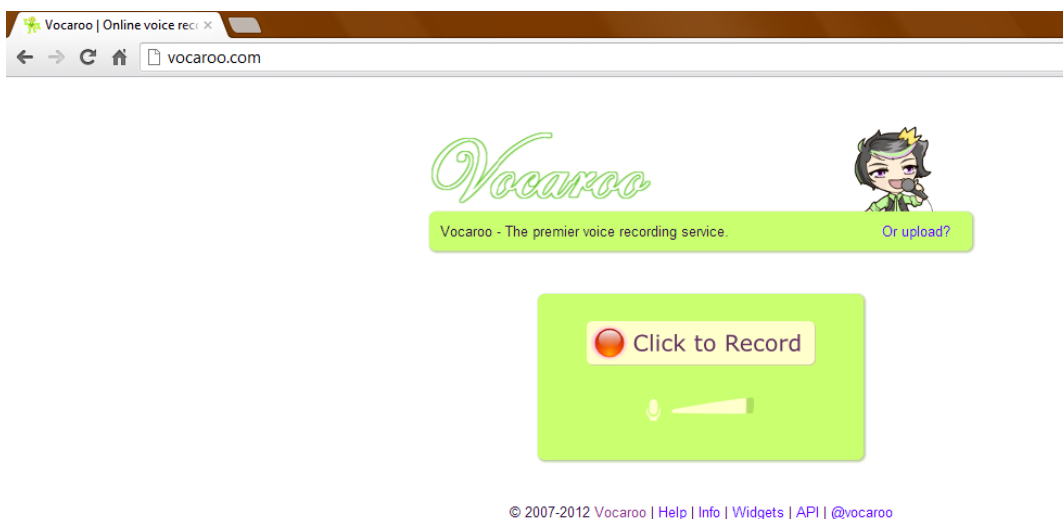 Vocaroo | Online voice reco
vocaroo.com
Vocaroo
Vocaroo - The premier voice recording service.
Or upload?
Click to Record
© 2007-2012 Vocaroo | Help | Info | Widgets | API | @vocaroo